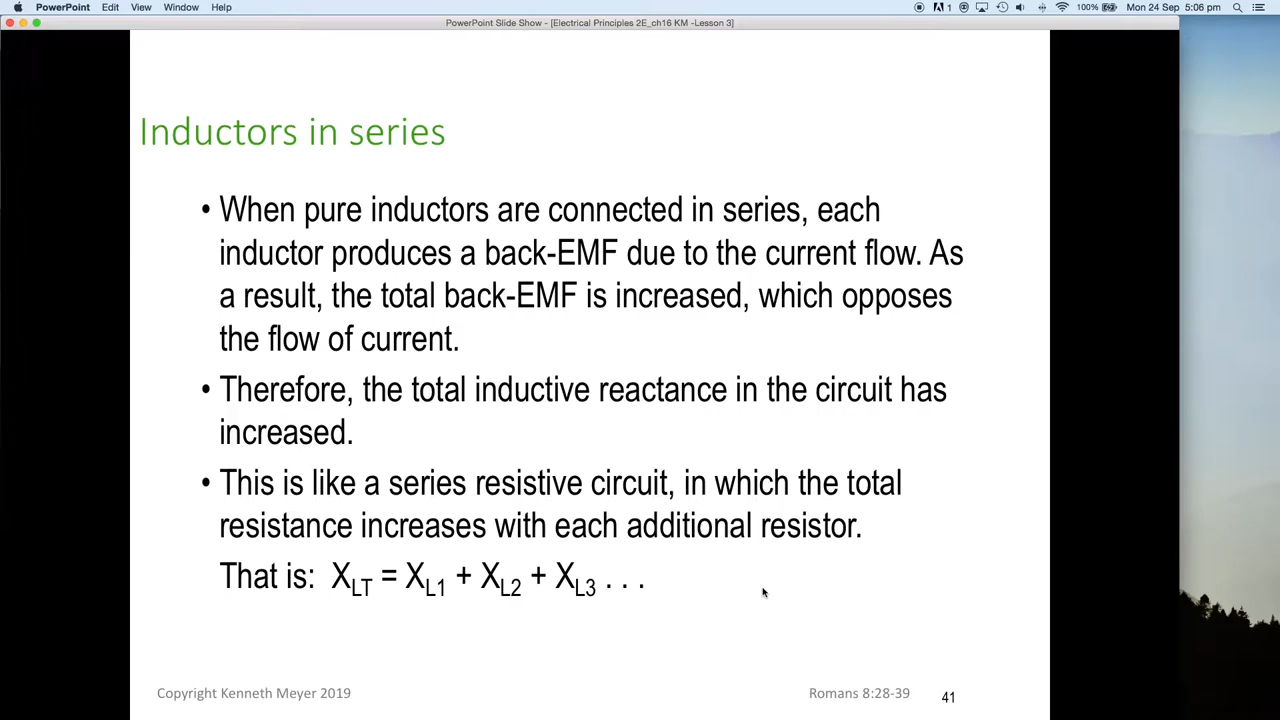 PowerPoint Edit View Window Help 1 100% Mon 24 Sep 5:06 pm
PowerPoint Slide Show - [Electrical Principles 2E_ch16 KM -Lesson 3]
Inductors in series
• When pure inductors are connected in series, each
inductor produces a back-EMF due to the current flow. As
a result, the total back-EMF is increased, which opposes
the flow of current.
• Therefore, the total inductive reactance in the circuit has
increased.
• This is like a series resistive circuit, in which the total
resistance increases with each additional resistor.
That is: XLT = XL1 + XL2 + XL3 . . .
Copyright Kenneth Meyer 2019 Romans 8:28-39 41